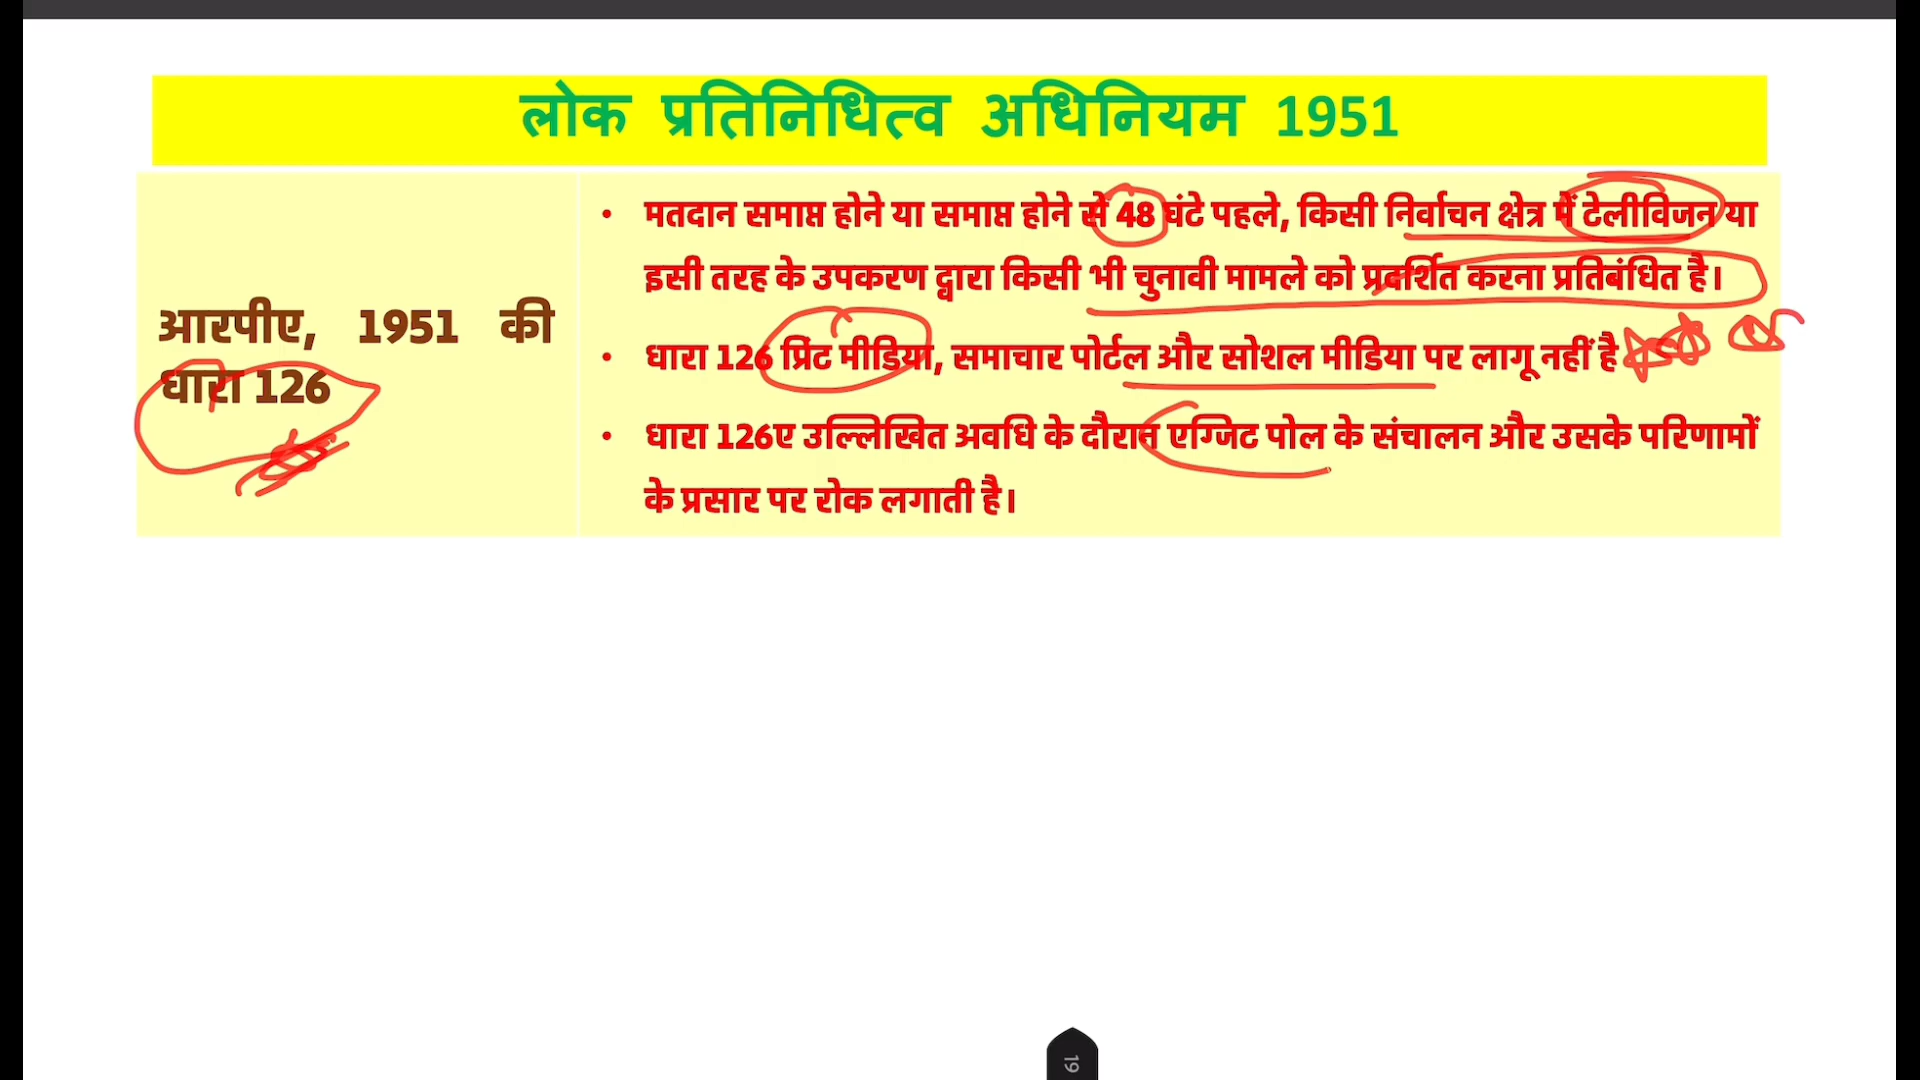 लोक प्रतिनिधित्व अधिनियम 1951
आरपीए, 1951 की
धारा 126
• मतदान समाप्त होने या समाप्त होने से 48 घंटे पहले, किसी निर्वाचन क्षेत्र में टेलीविजन या
इसी तरह के उपकरण द्वारा किसी भी चुनावी मामले को प्रदर्शित करना प्रतिबंधित है।
• धारा 126 प्रिंट मीडिया, समाचार पोर्टल और सोशल मीडिया पर लागू नहीं है
• धारा 126ए उल्लिखित अवधि के दौरान एग्जिट पोल के संचालन और उसके परिणामों
के प्रसार पर रोक लगाती है।
19